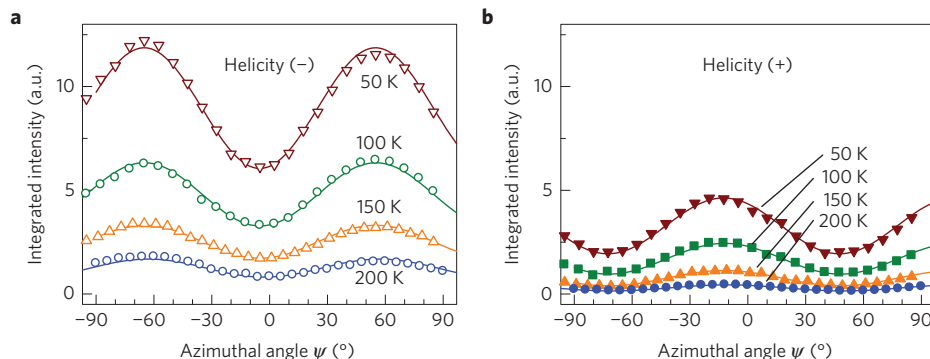 a
Helicity (−)
50 K
100 K
150 K
200 K
Integrated intensity (a.u.)
10
5
0
−90
−60
−30
0
30
60
90
Azimuthal angle ψ (°)
b
Helicity (+)
50 K
100 K
150 K
200 K
Integrated intensity (a.u.)
10
5
0
−90
−60
−30
0
30
60
90
Azimuthal angle ψ (°)